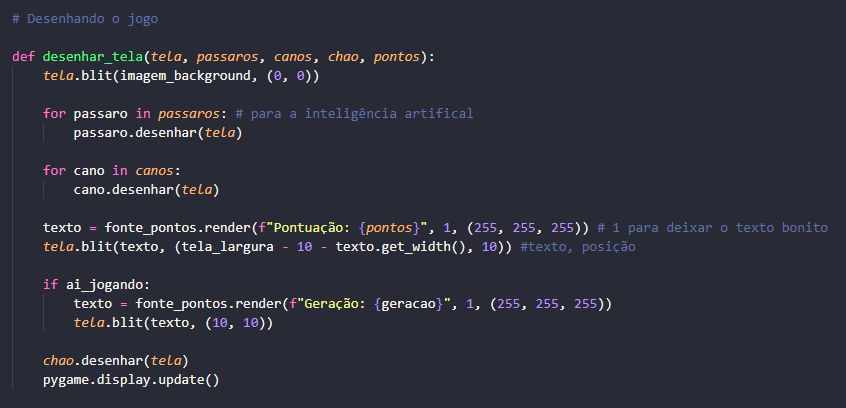 # Desenhando o jogo
def desenhar_tela(tela, passaros, canos, chao, pontos):
tela.blit(imagem_background, (0, 0))
for passaro in passaros: # para a inteligência artifical
passaro.desenhar(tela)
for cano in canos:
cano.desenhar(tela)
texto = fonte_pontos.render(f"Pontuação: {pontos}", 1, (255, 255, 255)) # 1 para deixar o texto bonito
tela.blit(texto, (tela_largura - 10 - texto.get_width(), 10)) #texto, posição
if ai_jogando:
texto = fonte_pontos.render(f"Geração: {geracao}", 1, (255, 255, 255))
tela.blit(texto, (10, 10))
chao.desenhar(tela)
pygame.display.update()